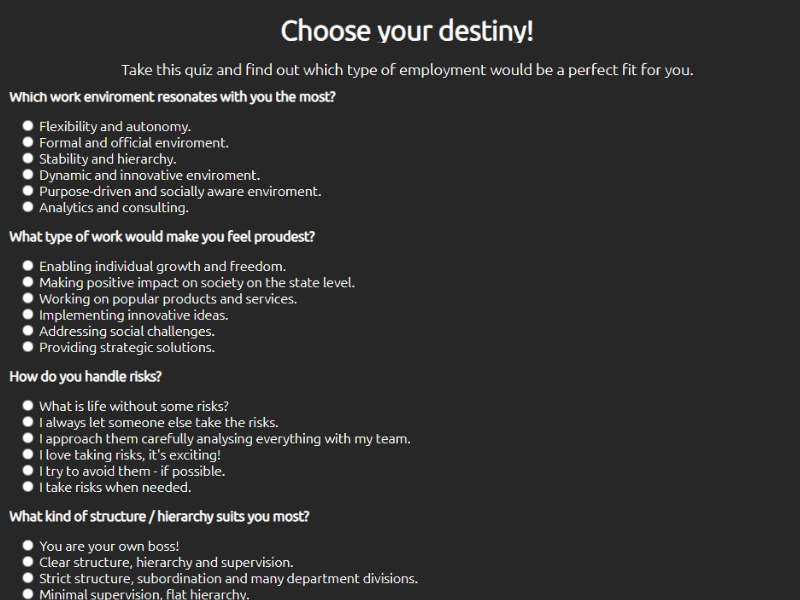 Choose your destiny!
Take this quiz and find out which type of employment would be a perfect fit for you.
Which work enviroment resonates with you the most?
Flexibility and autonomy.
Formal and official enviroment.
Stability and hierarchy.
Dynamic and innovative enviroment.
Purpose-driven and socially aware enviroment.
Analytics and consulting.
What type of work would make you feel proudest?
Enabling individual growth and freedom.
Making positive impact on society on the state level.
Working on popular products and services.
Implementing innovative ideas.
Addressing social challenges.
Providing strategic solutions.
How do you handle risks?
What is life without some risks?
I always let someone else take the risks.
I approach them carefully analysing everything with my team.
I love taking risks, it's exciting!
I try to avoid them - if possible.
I take risks when needed.
What kind of structure / hierarchy suits you most?
You are your own boss!
Clear structure, hierarchy and supervision.
Strict structure, subordination and many department divisions.
Minimal supervision, flat hierarchy.